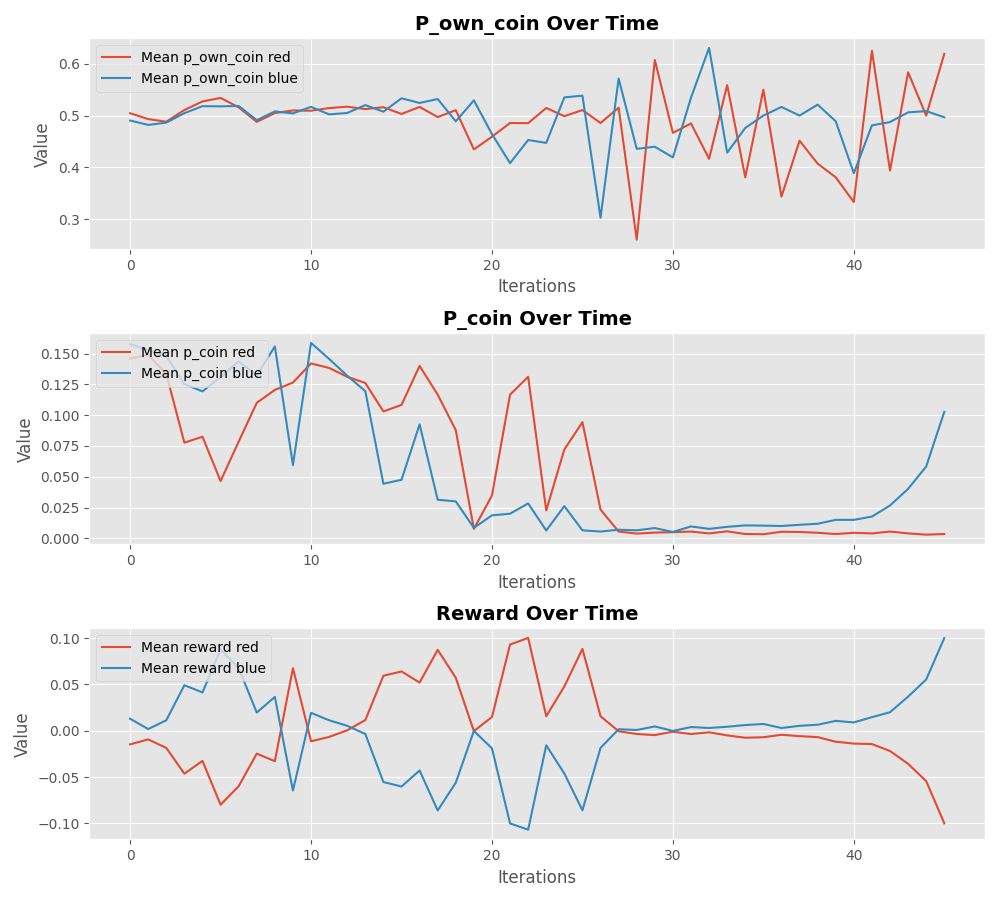 P_own_coin Over Time
0.6
0.5
0.4
0.3
Value
Mean p_own_coin red
Mean p_own_coin blue
0 10 20 30 40
Iterations
P_coin Over Time
0.150
0.125
0.100
0.075
0.050
0.025
0.000
Value
Mean p_coin red
Mean p_coin blue
0 10 20 30 40
Iterations
Reward Over Time
0.10
0.05
0.00
−0.05
−0.10
Value
Mean reward red
Mean reward blue
0 10 20 30 40
Iterations